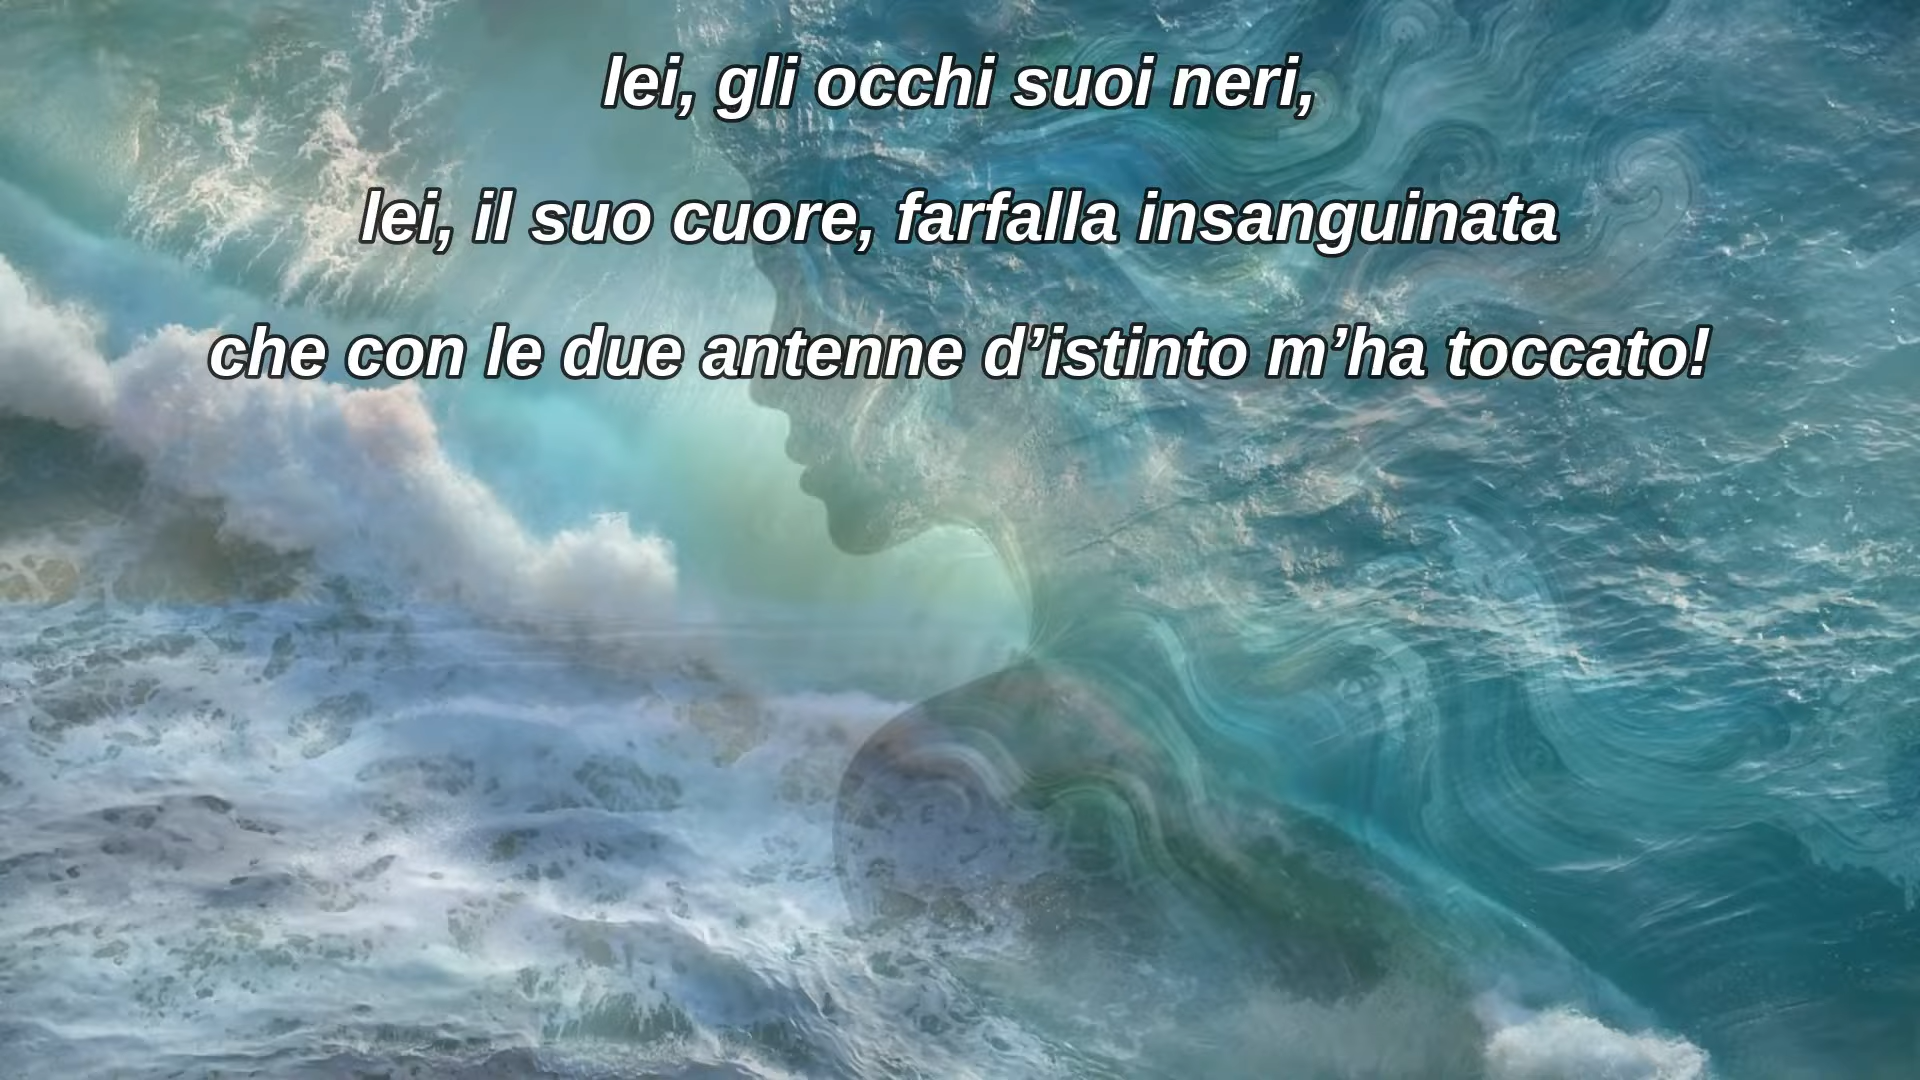 lei, gli occhi suoi neri,
lei, il suo cuore, farfalla insanguinata
che con le due antenne d’istinto m’ha toccato!